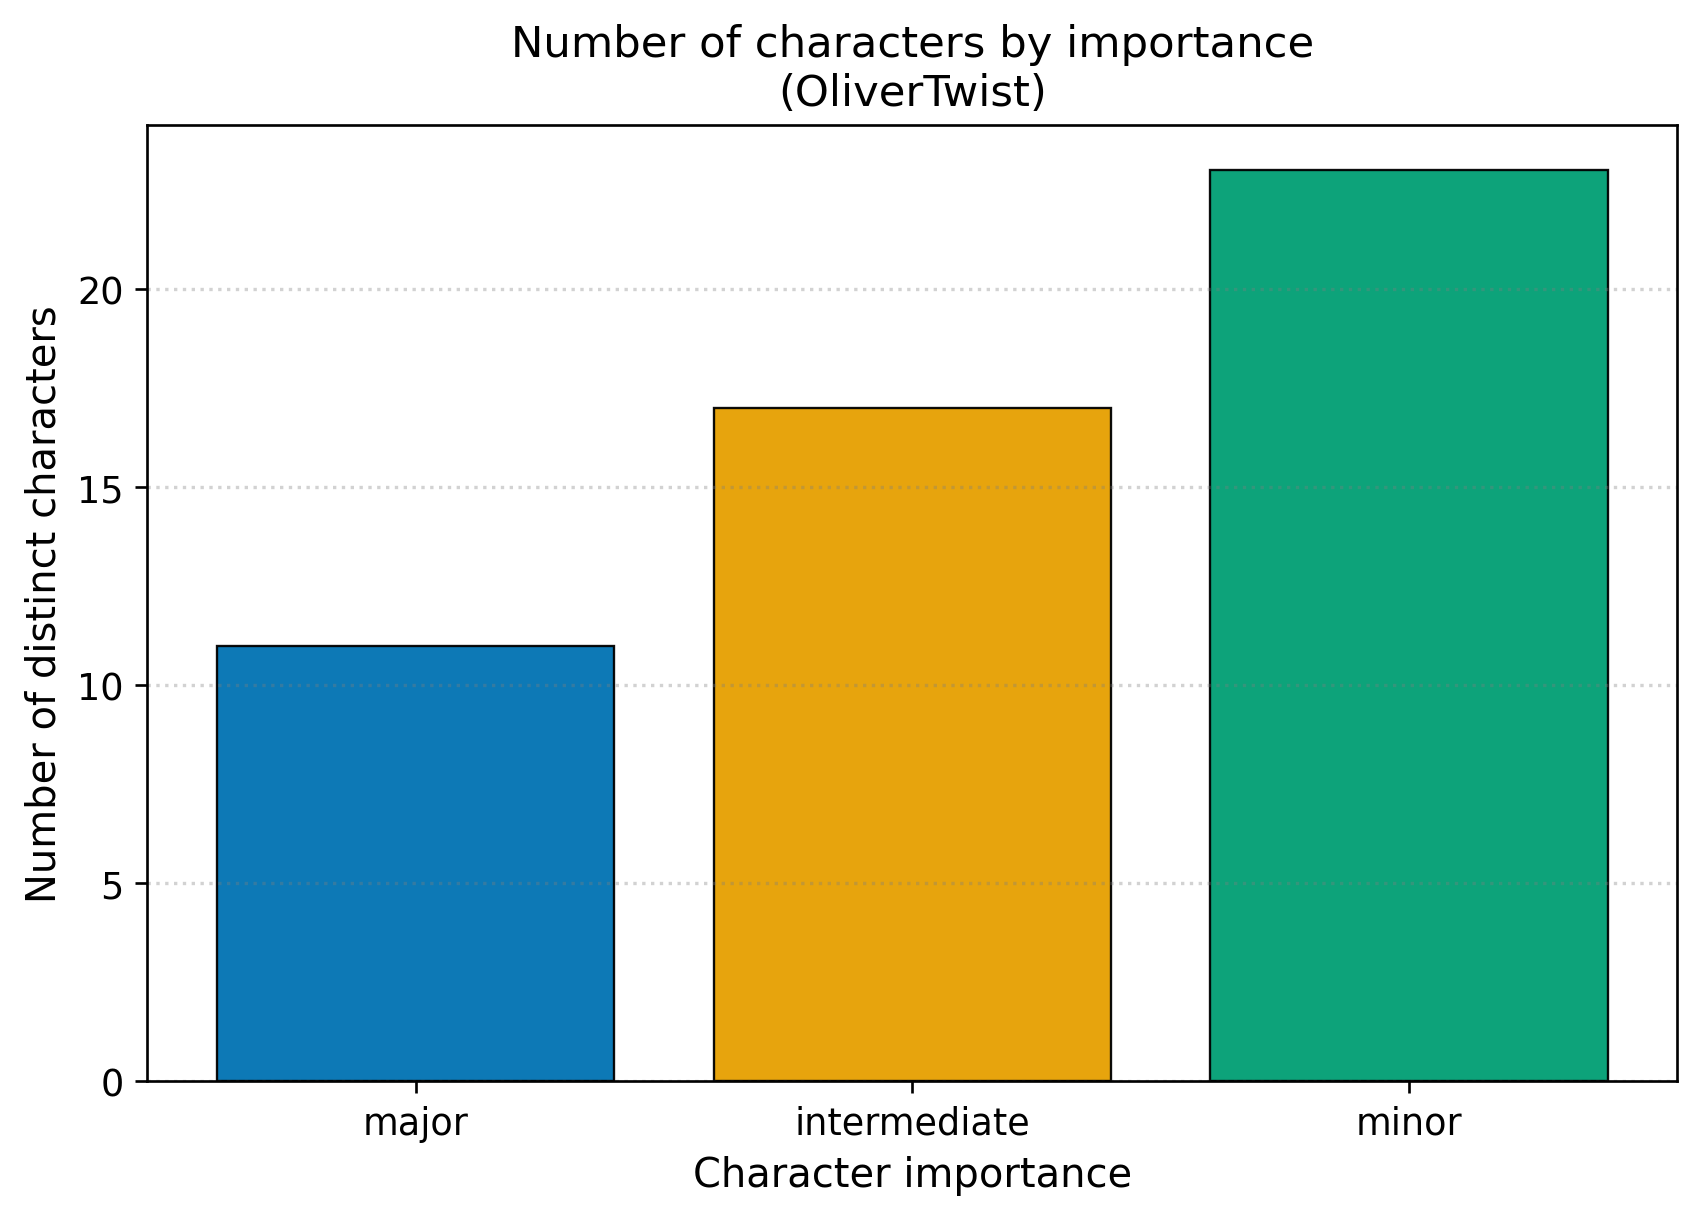 Number of characters by importance
(OliverTwist)
Number of distinct characters
20
15
10
5
0
major
intermediate
minor
Character importance